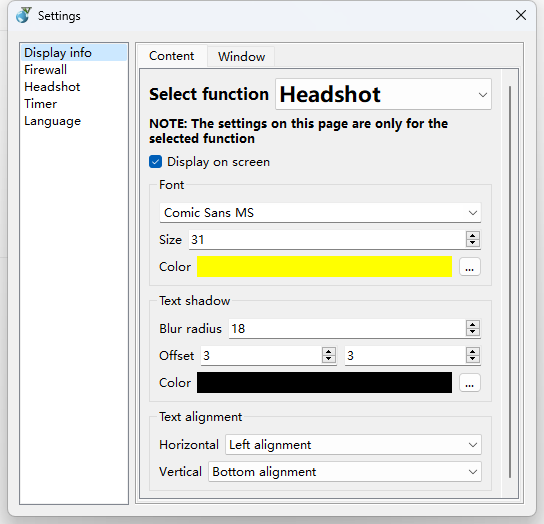 Settings
Display info
Firewall
Headshot
Timer
Language
Content Window
Select function Headshot
NOTE: The settings on this page are only for the
selected function
Display on screen
Font
Comic Sans MS
Size 31
Color ...
Text shadow
Blur radius 18
Offset 3 3
Color ...
Text alignment
Horizontal Left alignment
Vertical Bottom alignment